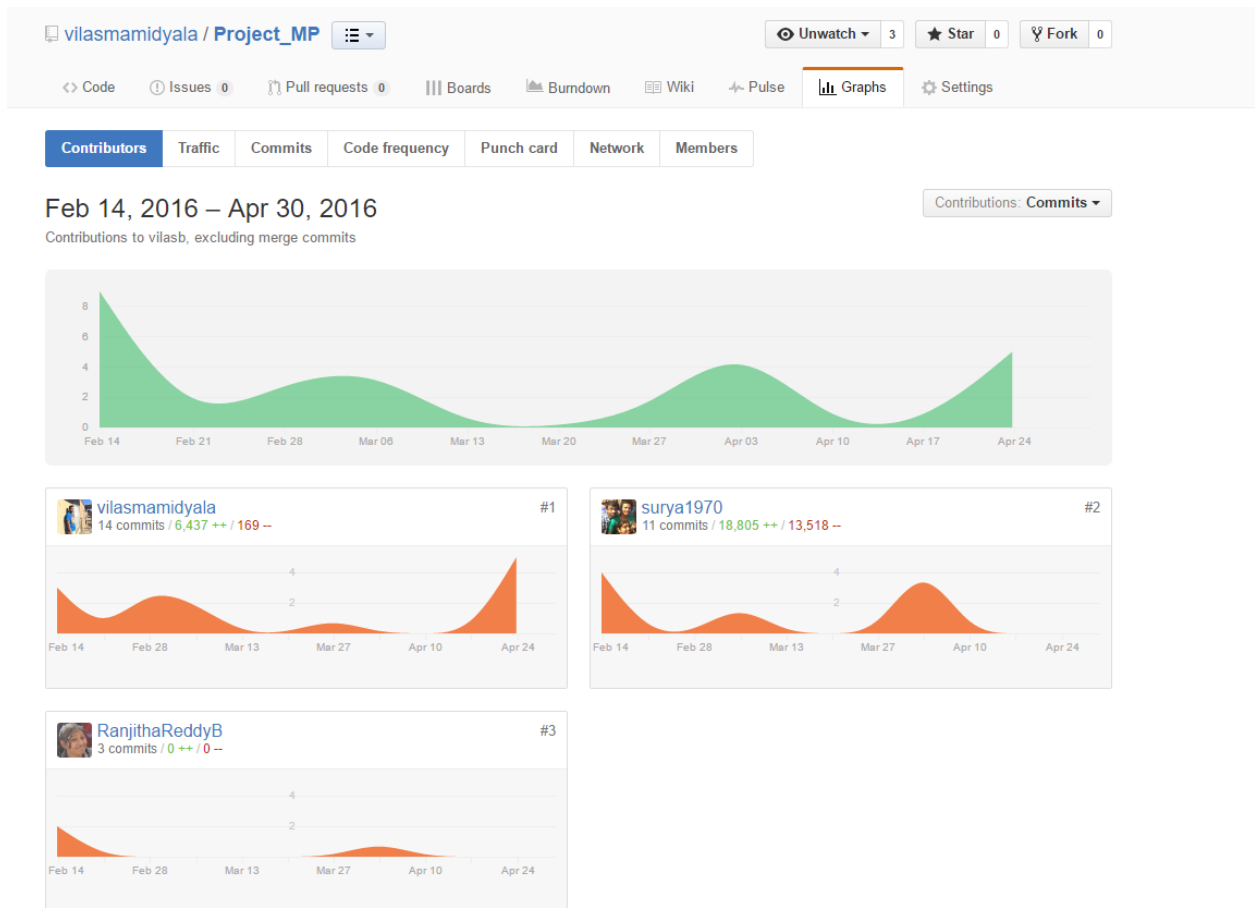 vilasmamidyala / Project_MP Unwatch 3 Star 0 Fork 0
Code Issues 0 Pull requests 0 Boards Burndown Wiki Pulse Graphs Settings
Contributors Traffic Commits Code frequency Punch card Network Members
Feb 14, 2016 – Apr 30, 2016 Contributions: Commits
Contributions to vilasb, excluding merge commits
8
6
4
2
0
Feb 14 Feb 21 Feb 28 Mar 06 Mar 13 Mar 20 Mar 27 Apr 03 Apr 10 Apr 17 Apr 24
vilasmamidyala #1
14 commits / 6,437 ++ / 169 --
4
2
Feb 14 Feb 28 Mar 13 Mar 27 Apr 10 Apr 24
surya1970 #2
11 commits / 18,805 ++ / 13,518 --
4
2
Feb 14 Feb 28 Mar 13 Mar 27 Apr 10 Apr 24
RanjithaReddyB #3
3 commits / 0 ++ / 0 --
4
2
Feb 14 Feb 28 Mar 13 Mar 27 Apr 10 Apr 24